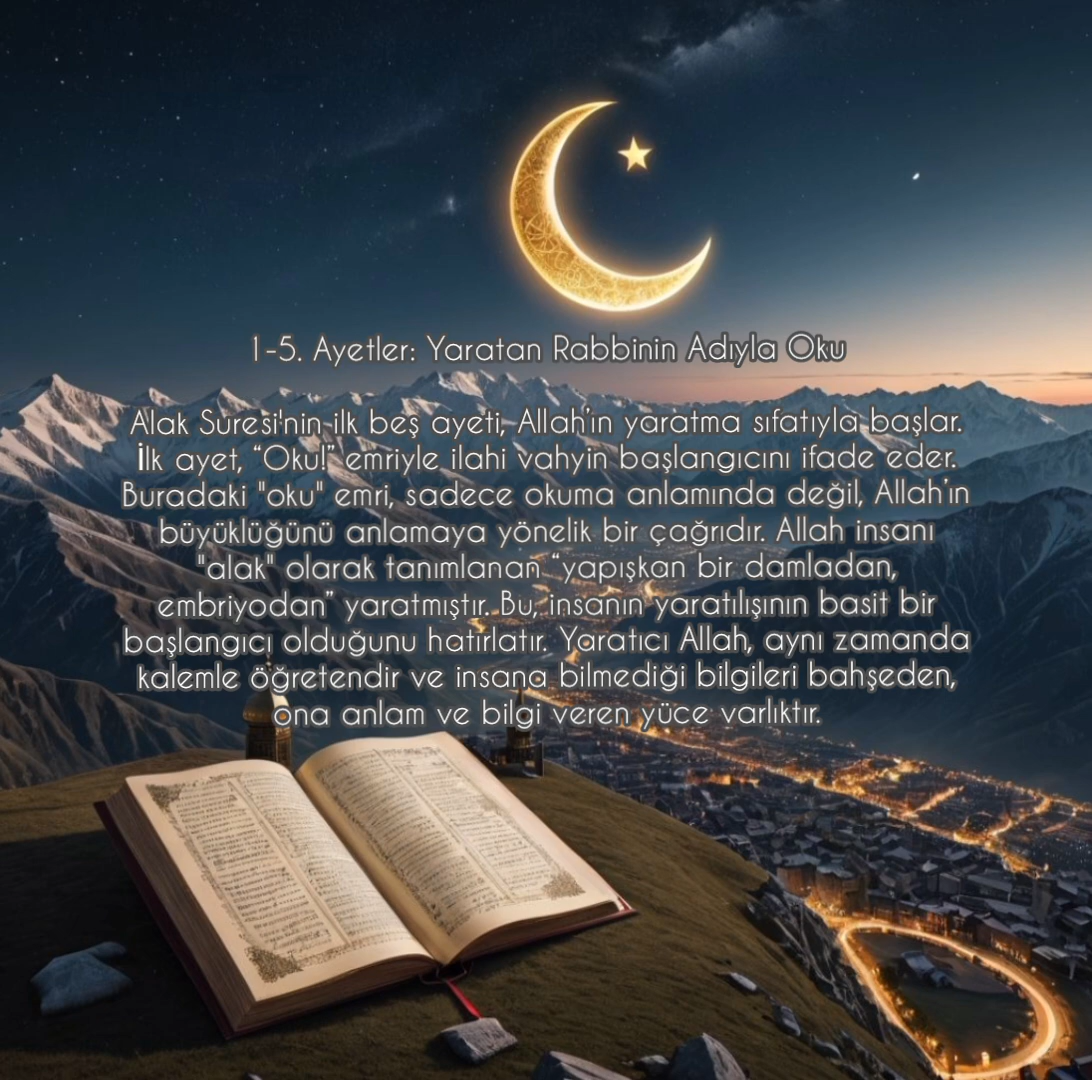 1-5. Ayetler: Yaratan Rabbinin Adıyla Oku
Alak Suresi'nin ilk beş ayeti, Allah’ın yaratma sıfatıyla başlar.
İlk ayet, “Oku!” emriyle ilahi vahyin başlangıcını ifade eder.
Buradaki "oku" emri, sadece okuma anlamında değil, Allah’ın
büyüklüğünü anlamaya yönelik bir çağrıdır. Allah insanı
"alak" olarak tanımlanan “yapışkan bir damladan,
embriyodan” yaratmıştır. Bu, insanın yaratılışının basit bir
başlangıcı olduğunu hatırlatır. Yaratıcı Allah, aynı zamanda
kalemle öğretendir ve insana bilmediği bilgileri bahşeden,
ona anlam ve bilgi veren yüce varlıktır.